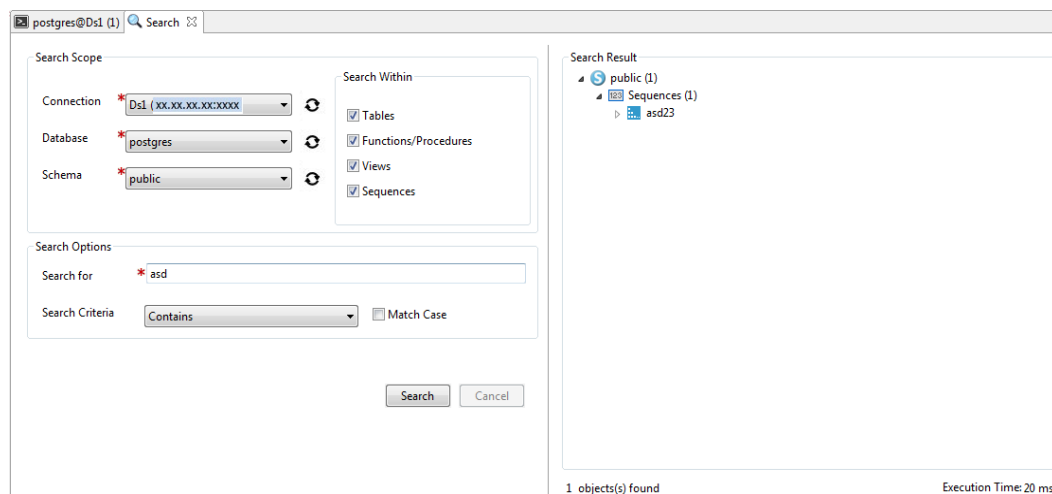 postgres@Ds1 (1) Search
Search Scope
Connection * Ds1 (xx.xx.xx.xx:xxxx
Database * postgres
Schema * public
Search Within
Tables
Functions/Procedures
Views
Sequences
Search Options
Search for * asd
Search Criteria Contains Match Case
Search Cancel
Search Result
S public (1)
123 Sequences (1)
asd23
1 objects(s) found Execution Time: 20 ms